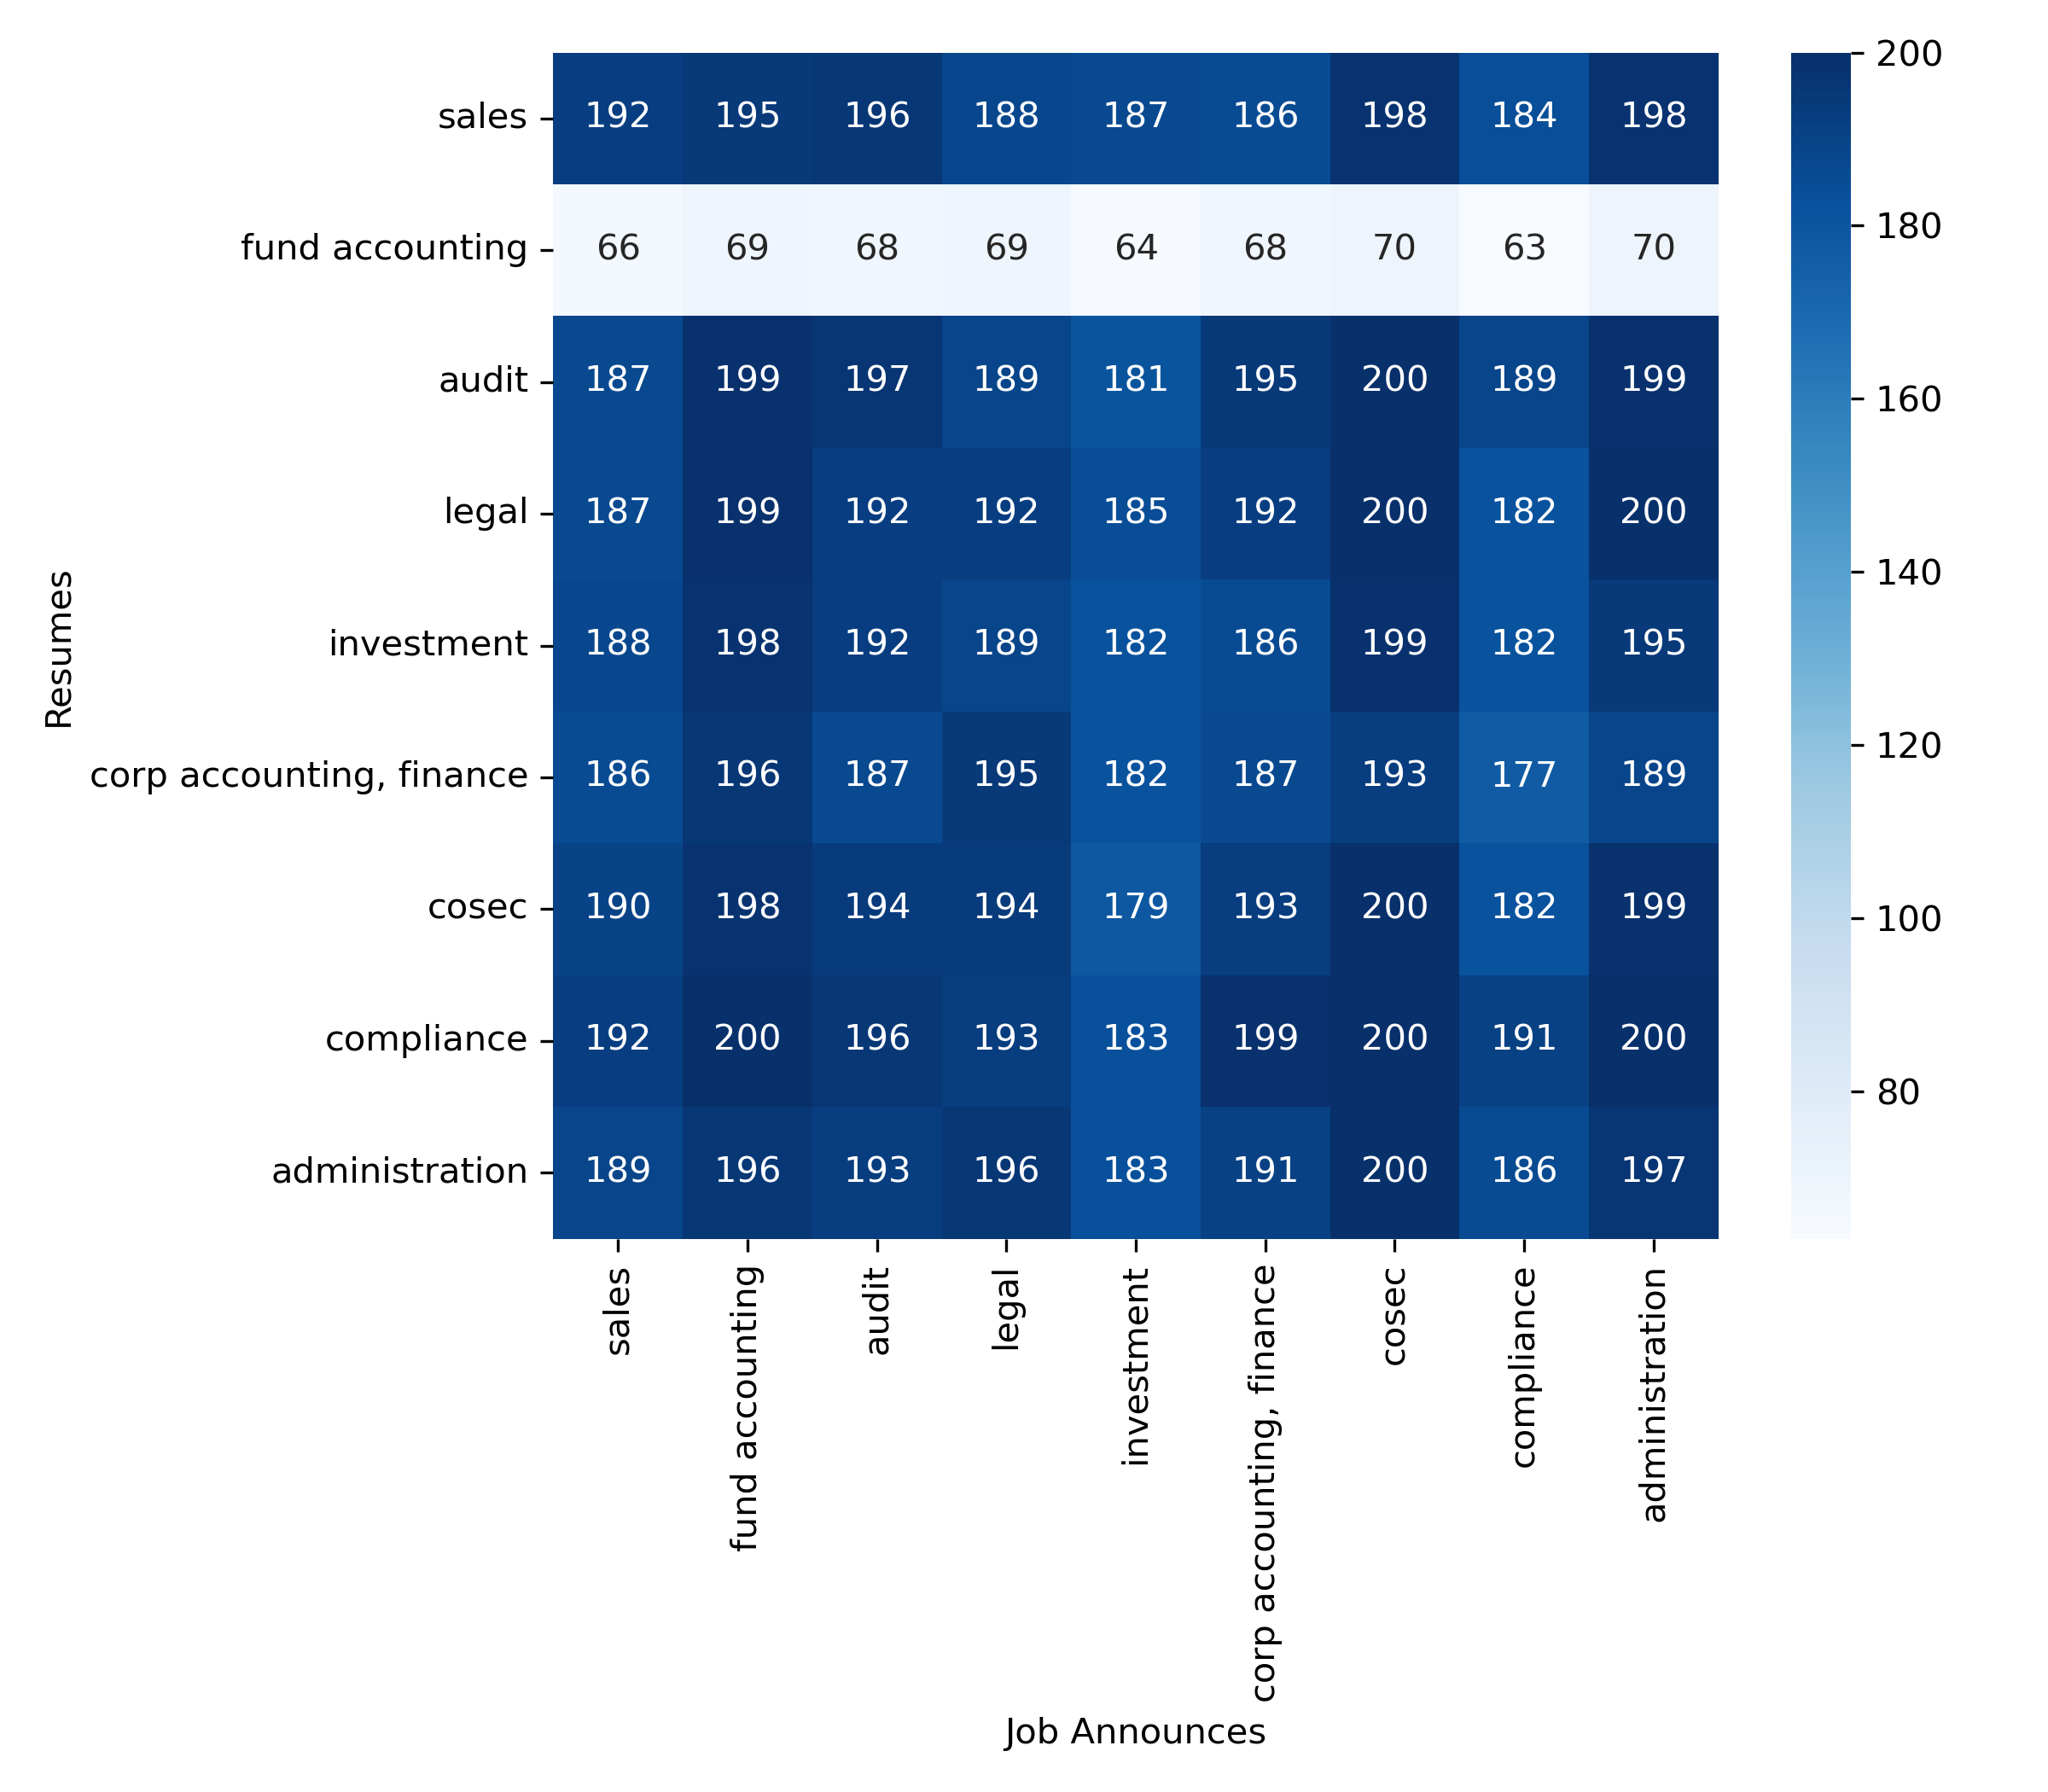 sales 192 195 196 188 187 186 198 184 198
fund accounting 66 69 68 69 64 68 70 63 70
audit 187 199 197 189 181 195 200 189 199
legal 187 199 192 192 185 192 200 182 200
investment 188 198 192 189 182 186 199 182 195
corp accounting, finance 186 196 187 195 182 187 193 177 189
cosec 190 198 194 194 179 193 200 182 199
compliance 192 200 196 193 183 199 200 191 200
administration 189 196 193 196 183 191 200 186 197
Resumes
sales
fund accounting
audit
legal
investment
corp accounting, finance
cosec
compliance
administration
Job Announces
200
180
160
140
120
100
80